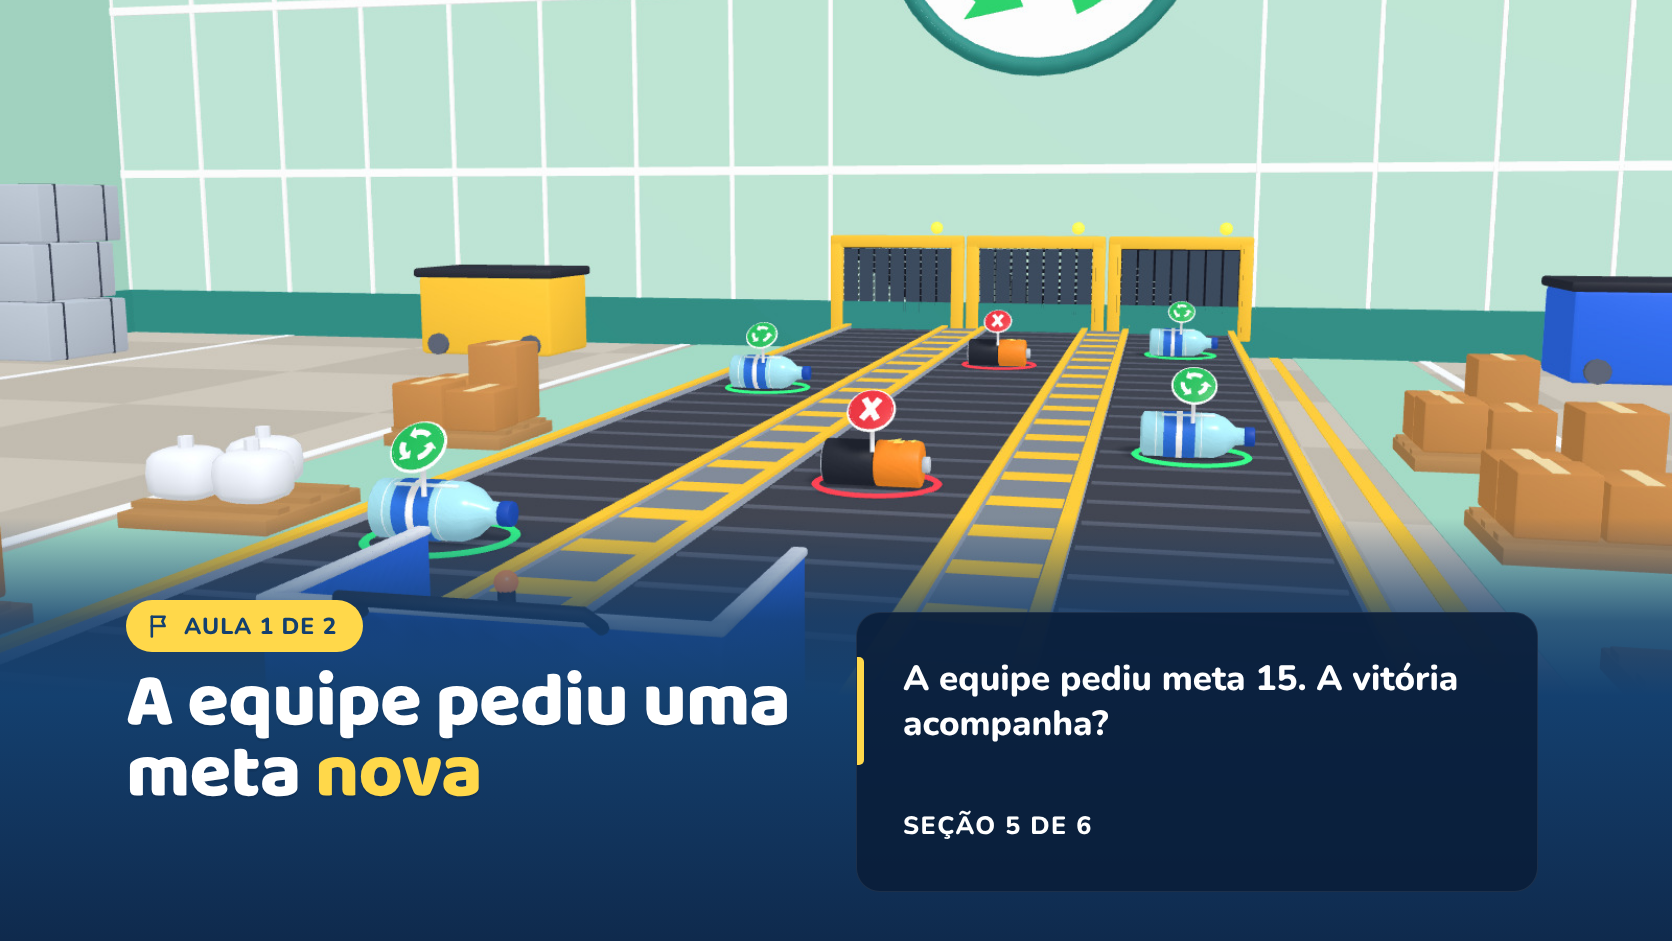 AULA 1 DE 2
A equipe pediu uma
meta nova
A equipe pediu meta 15. A vitória
acompanha?
SEÇÃO 5 DE 6